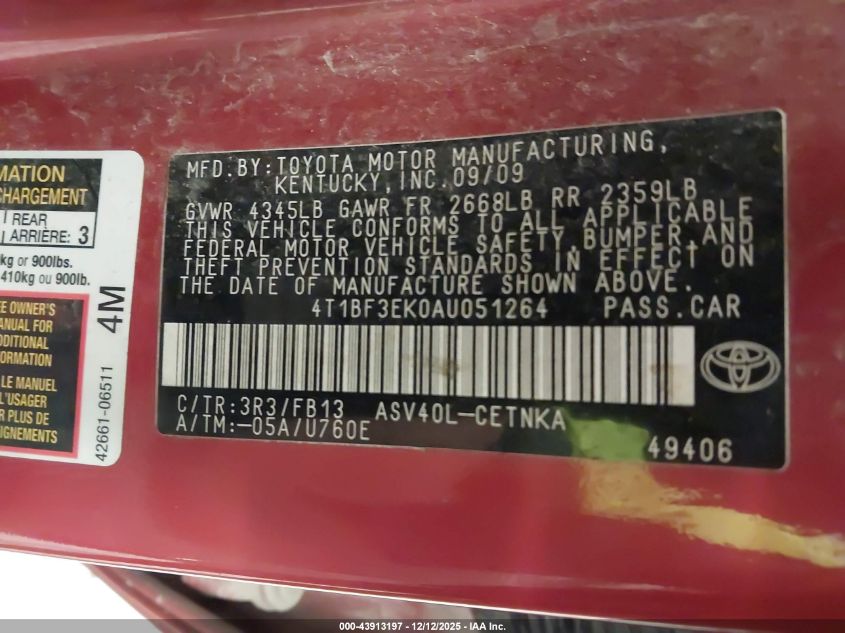 MATION
CHARGEMENT
REAR
ARRIÈRE: 3
kg or 900lbs.
410kg ou 900lb.
EE OWNER'S
MANUAL FOR
ADDITIONAL
FORMATION
LE MANUEL
L'USAGER
R PLUS DE
EIGNEMENTS
42661-06511
4M
MFD.BY:TOYOTA MOTOR MANUFACTURING,
KENTUCKY,INC.09/09
GVWR 4345LB GAWR FR 2668LB RR 2359LB
THIS VEHICLE CONFORMS TO ALL APPLICABLE
FEDERAL MOTOR VEHICLE SAFETY,BUMPER,AND
THEFT PREVENTION STANDARDS IN EFFECT ON
THE DATE OF MANUFACTURE SHOWN ABOVE.
4T1BF3EK0AU051264 PASS.CAR
C/TR:3R3/FB13 ASV40L-CETNKA
A/TM:-05A/U760E
49406
000-43913197 - 12/12/2025 - IAA Inc.